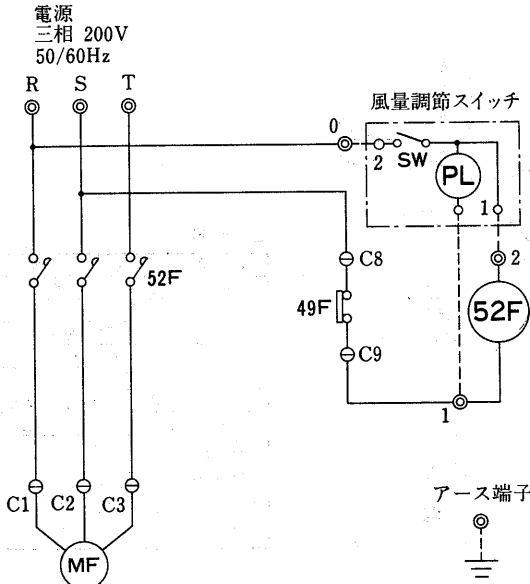 電源
三相 200V
50/60Hz
R S T
風量調節スイッチ
0
2 SW PL 1
C8
2
52F
49F
52F
C9
1
C1 C2 C3
アース端子
MF